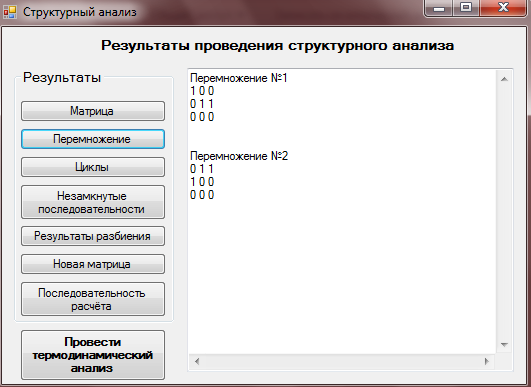 Структурный анализ
Результаты проведения структурного анализа
Результаты
Матрица
Перемножение
Циклы
Незамкнутые
последовательности
Результаты разбиения
Новая матрица
Последовательность
расчёта
Провести
термодинамический
анализ
Перемножение №1
1 0 0
0 1 1
0 0 0
Перемножение №2
0 1 1
1 0 0
0 0 0